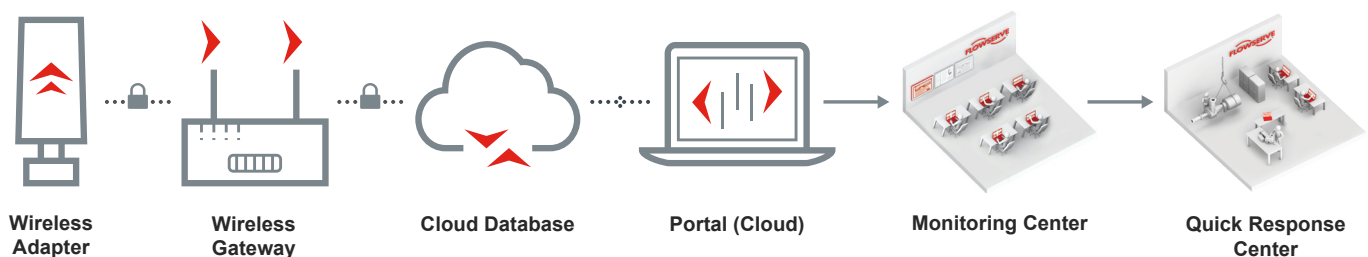 FLOWSERVE
FLOWSERVE
Wireless
Adapter
Wireless
Gateway
Cloud Database
Portal (Cloud)
Monitoring Center
Quick Response
Center